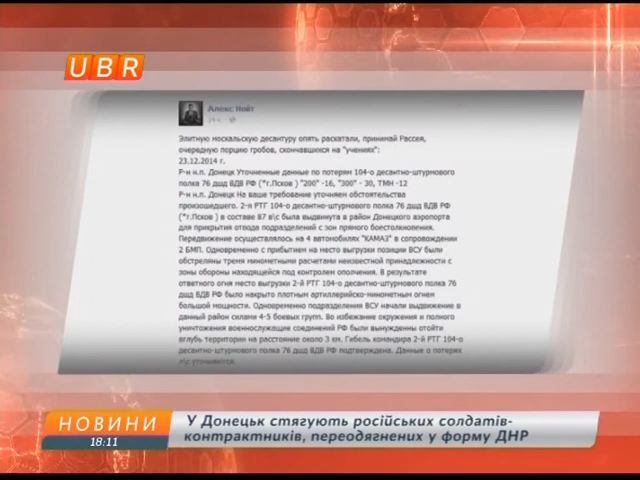 UBR
Алекс Нойт
Элитную москальскую десантуру опять раскатали, принимай Рассея,
очередную порцию гробов, скончавшихся на "учениях":
23.12.2014 г.
Р-н н.п. Донецк Уточненные данные по потерям 104-о десантно-штурмового
полка 76 дшд ВДВ РФ (*г.Псков ) "200" -16, "300" - 30, ТМН -12
Р-н н.п. Донецк На ваше требование уточняем обстоятельства
произошедшего. 2-я РТГ 104-о десантно-штурмового полка 76 дшд ВДВ РФ
(*г.Псков ) в составе 87 в\с была выдвинута в район Донецкого аэропорта
для прикрытия отвода подразделений с зон прямого боестолкновения.
Передвижение осуществлялось на 4 автомобилях "КАМАЗ" в сопровождении
2 БМП. Одновременно с прибытием на место выгрузки позиции ВСУ были
обстреляны тремя минометными расчетами неизвестной принадлежности с
зоны обороны находящейся под контролем ополчения. В результате
ответного огня место выгрузки 2-й РТГ 104-о десантно-штурмового полка 76
дшд ВДВ РФ было накрыто плотным артиллерийско-минометным огнем
большой мощности. Одновременно подразделения ВСУ начали выдвижение в
данный район силами 4-5 боевых групп. Во избежание окружения и полного
уничтожения военнослужащие соединений РФ были вынужденны отойти
вглубь территории на расстояние около 3 км. Гибель командира 2-й РТГ 104-о
десантно-штурмового полка 76 дшд ВДВ РФ подтверждена. Данные о потерях
в\с уточняются.
НОВИНИ
18:11
У Донецьк стягують російських солдатів-
контрактників, переодягнених у форму ДНР